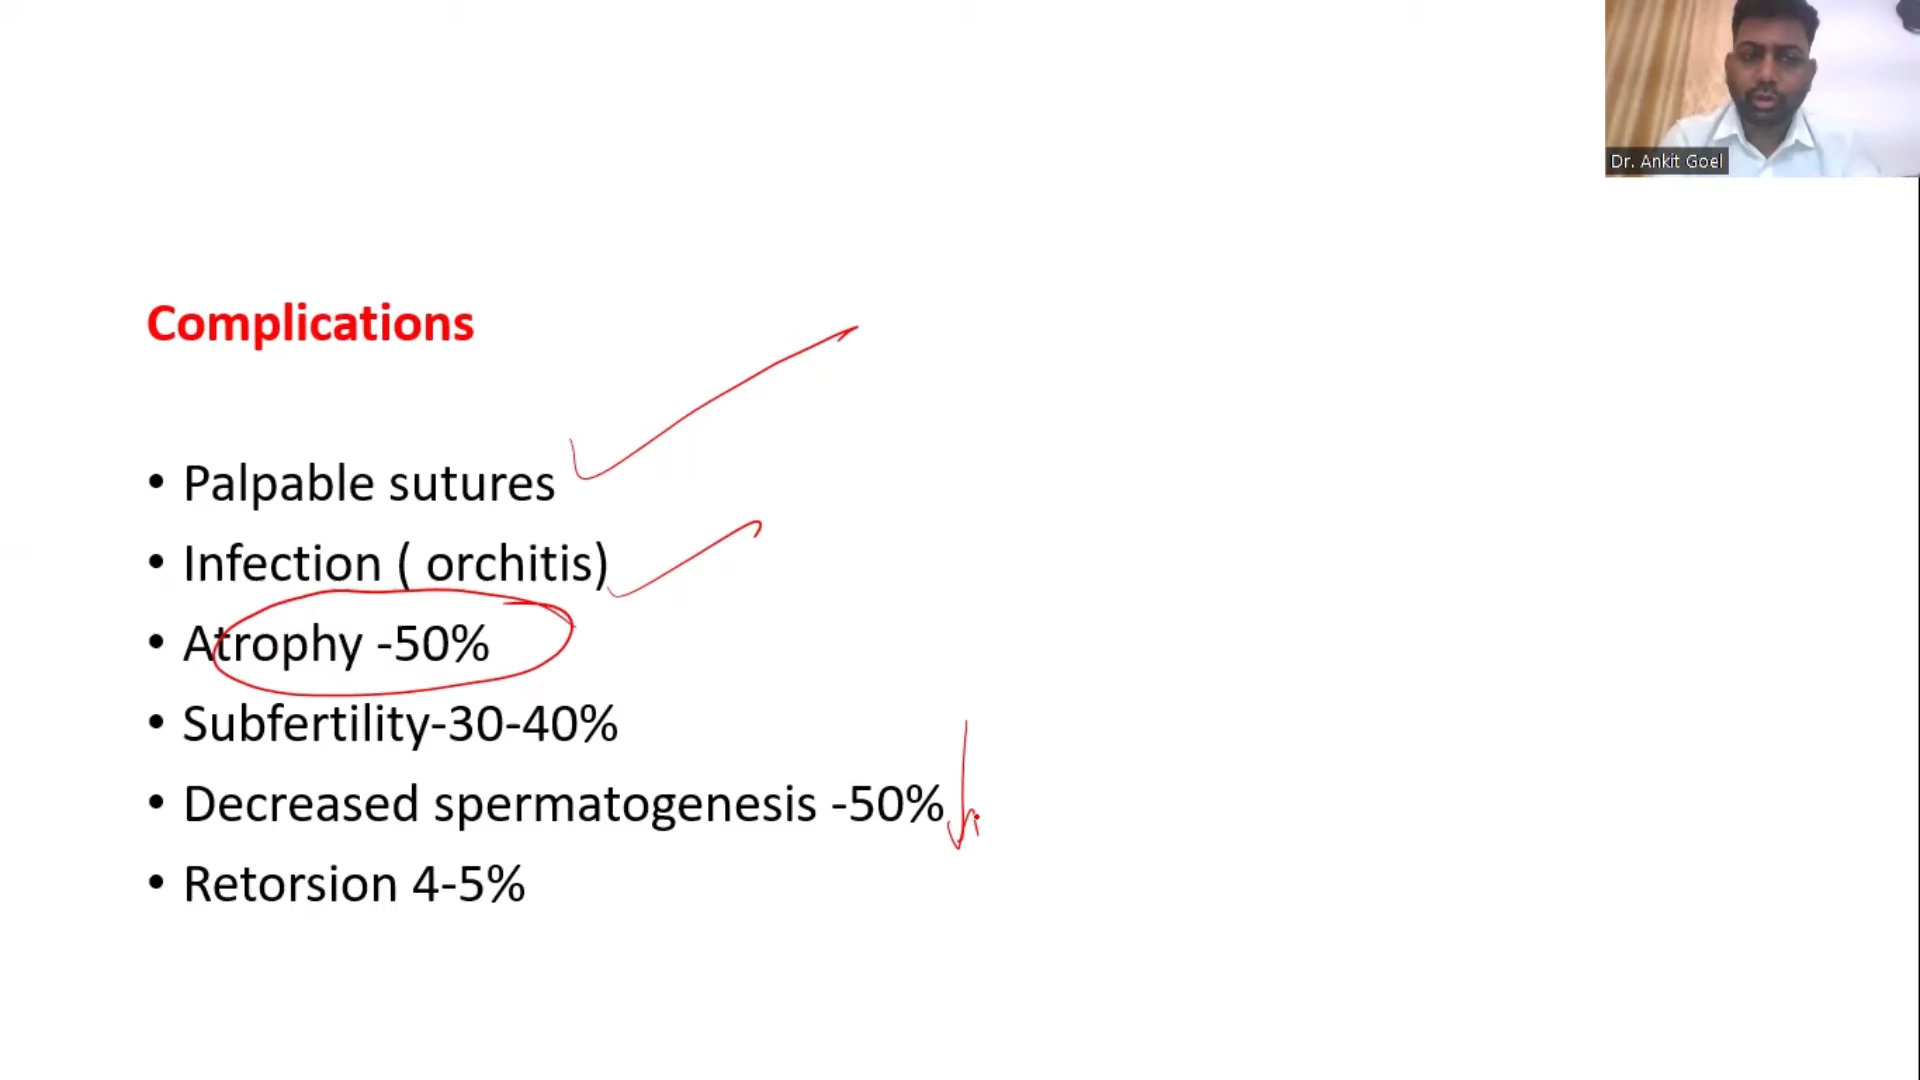 Dr. Ankit Goel
Complications
• Palpable sutures
• Infection ( orchitis)
• Atrophy -50%
• Subfertility-30-40%
• Decreased spermatogenesis -50%
• Retorsion 4-5%